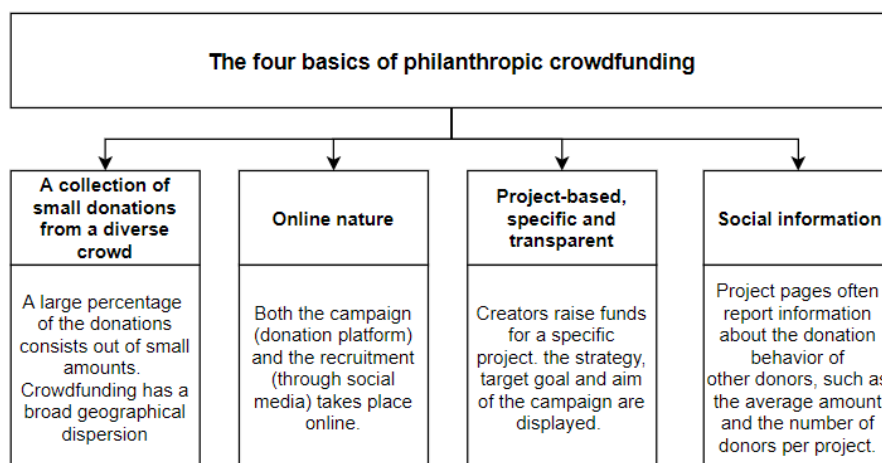 The four basics of philanthropic crowdfunding
A collection of
small donations
from a diverse
crowd
A large percentage
of the donations
consists out of small
amounts.
Crowdfunding has a
broad geographical
dispersion
Online nature
Both the campaign
(donation platform)
and the recruitment
(through social
media) takes place
online.
Project-based,
specific and
transparent
Creators raise funds
for a specific
project. the strategy,
target goal and aim
of the campaign are
displayed.
Social information
Project pages often
report information
about the donation
behavior of
other donors, such as
the average amount
and the number of
donors per project.